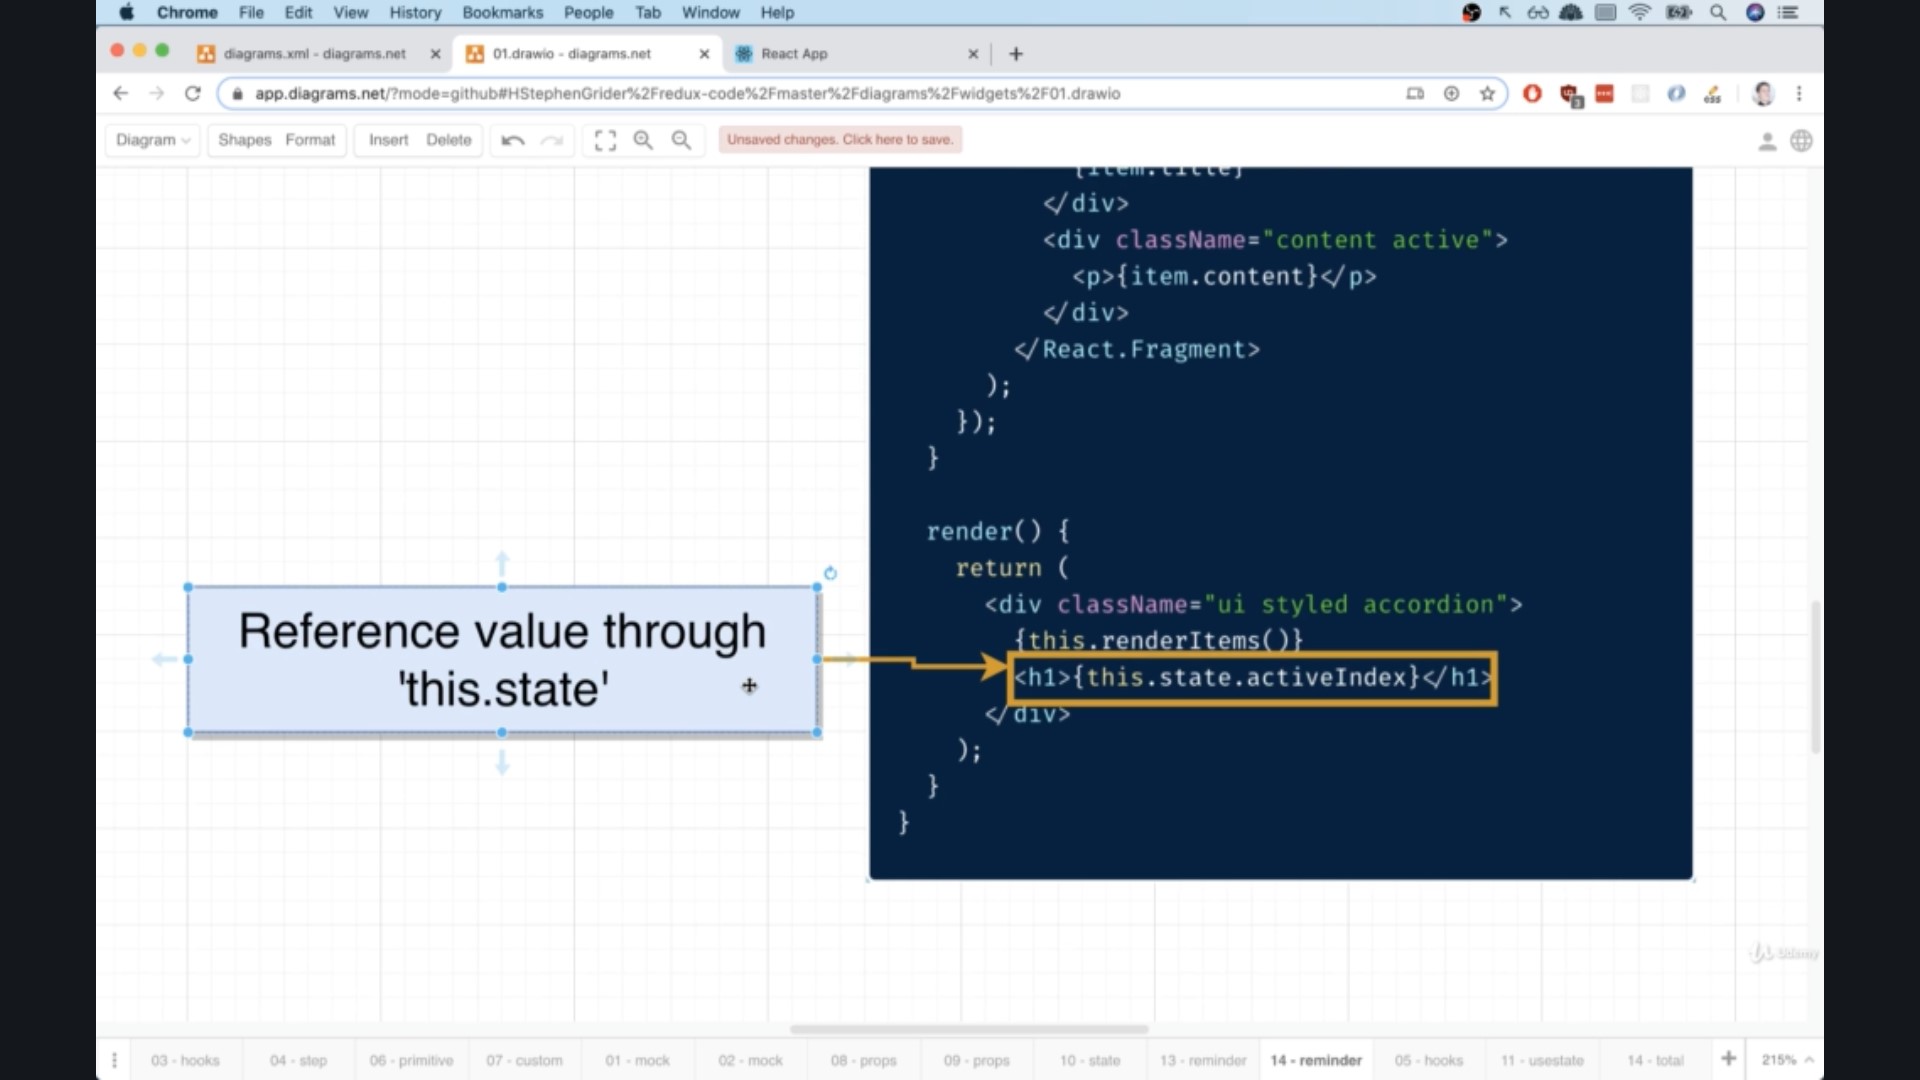 Chrome File Edit View History Bookmarks People Tab Window Help
diagrams.xml - diagrams.net 01.drawio - diagrams.net React App
app.diagrams.net/?mode=github#HStephenGrider%2Fredux-code%2Fmaster%2Fdiagrams%2Fwidgets%2F01.drawio
Diagram Shapes Format Insert Delete Unsaved changes. Click here to save.
{item.title}
</div>
<div className="content active">
<p>{item.content}</p>
</div>
</React.Fragment>
);
});
}
render() {
return (
<div className="ui styled accordion">
{this.renderItems()}
<h1>{this.state.activeIndex}</h1>
</div>
);
}
}
Reference value through
'this.state'
Udemy
03 - hooks 04 - step 06 - primitive 07 - custom 01 - mock 02 - mock 08 - props 09 - props 10 - state 13 - reminder 14 - reminder 05 - hooks 11 - usestate 14 - total 215%